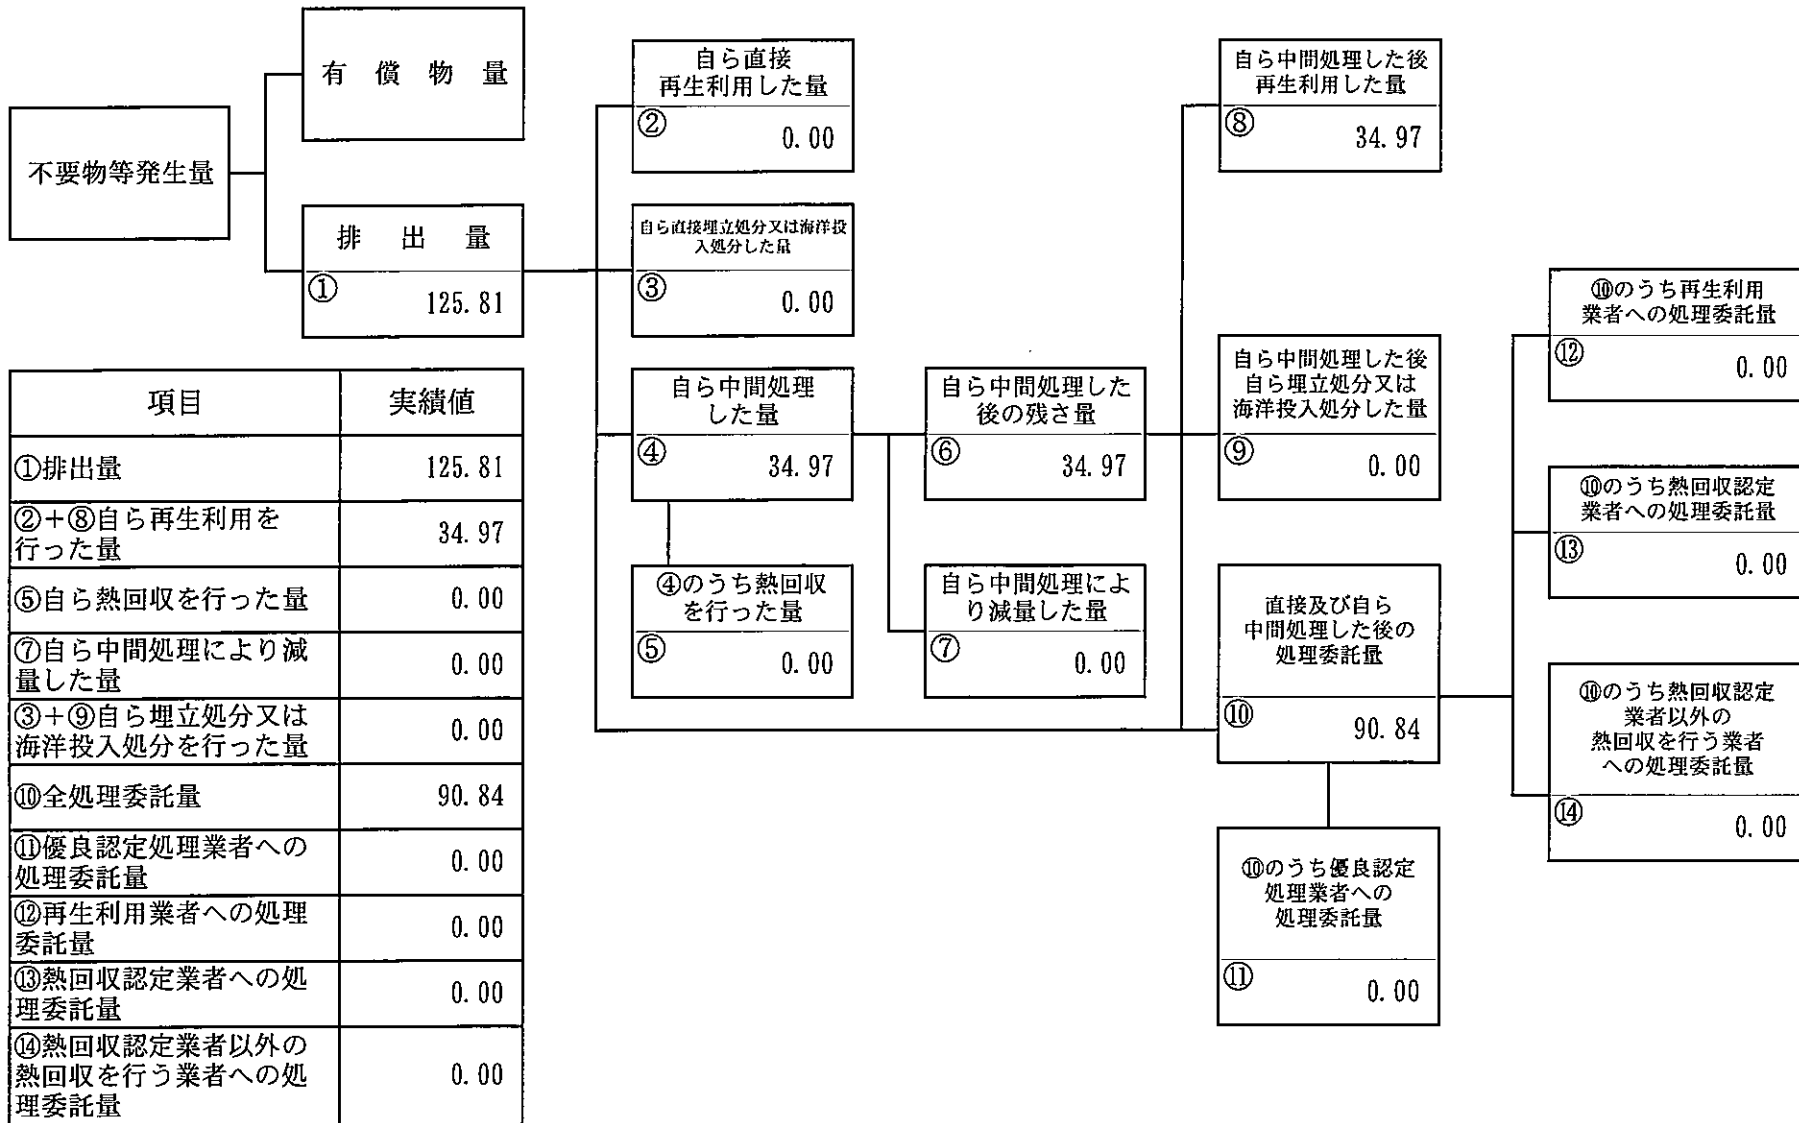 有償物量
不要物等発生量
排出量
①
125.81
自ら直接
再生利用した量
②
0.00
自ら直接埋立処分又は海洋投
入処分した量
③
0.00
自ら中間処理
した量
④
34.97
④のうち熱回収
を行った量
⑤
0.00
自ら中間処理した
後の残さ量
⑥
34.97
自ら中間処理によ
り減量した量
⑦
0.00
自ら中間処理した後
再生利用した量
⑧
34.97
自ら中間処理した後
自ら埋立処分又は
海洋投入処分した量
⑨
0.00
直接及び自ら
中間処理した後の
処理委託量
⑩
90.84
⑩のうち優良認定
処理業者への
処理委託量
⑪
0.00
⑩のうち再生利用
業者への処理委託量
⑫
0.00
⑩のうち熱回収認定
業者への処理委託量
⑬
0.00
⑩のうち熱回収認定
業者以外の
熱回収を行う業者
への処理委託量
⑭
0.00
項目 実績値
①排出量 125.81
②+⑧自ら再生利用を
行った量 34.97
⑤自ら熱回収を行った量 0.00
⑦自ら中間処理により減
量した量 0.00
③+⑨自ら埋立処分又は
海洋投入処分を行った量 0.00
⑩全処理委託量 90.84
⑪優良認定処理業者への
処理委託量 0.00
⑫再生利用業者への処理
委託量 0.00
⑬熱回収認定業者への処
理委託量 0.00
⑭熱回収認定業者以外の
熱回収を行う業者への処
理委託量 0.00